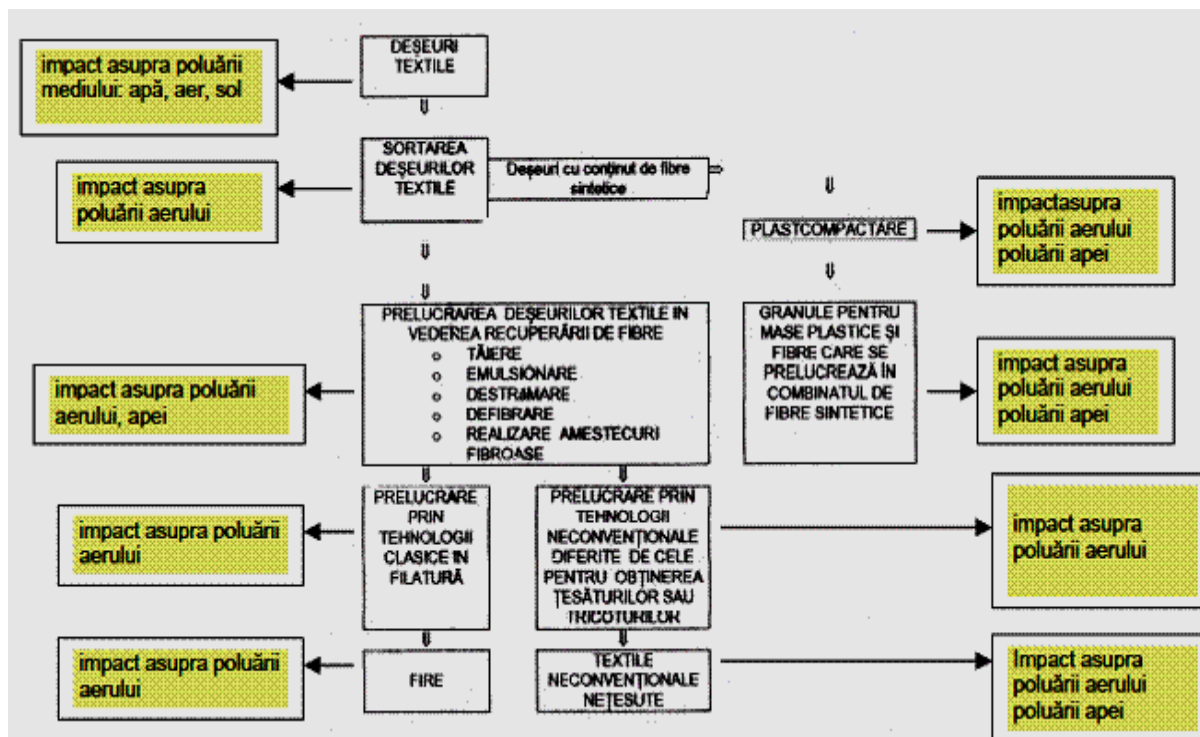 DEȘEURI
TEXTILE
impact asupra poluării
mediului: apă, aer, sol
SORTAREA
DEȘEURILOR
TEXTILE
Deșeuri cu conținut de fibre
sintetice
impact asupra
poluării aerului
PLASTCOMPACTARE
impactasupra
poluării aerului
poluării apei
PRELUCRAREA DEȘEURILOR TEXTILE IN
VEDEREA RECUPERĂRII DE FIBRE
o TĂIERE
o EMULSIONARE
o DESTRĂMARE
o DEFIBRARE
o REALIZARE AMESTECURI
FIBROASE
impact asupra poluării
aerului, apei
GRANULE PENTRU
MASE PLASTICE ȘI
FIBRE CARE SE
PRELUCREAZĂ ÎN
COMBINATUL DE
FIBRE SINTETICE
impact asupra
poluării aerului
poluării apei
PRELUCRARE
PRIN
TEHNOLOGII
CLASICE IN
FILATURĂ
impact asupra poluării
aerului
PRELUCRARE PRIN
TEHNOLOGII
NECONVENȚIONALE
DIFERITE DE CELE
PENTRU OBȚINEREA
ȚESĂTURILOR SAU
TRICOTURILOR
impact asupra
poluării aerului
FIRE
impact asupra poluării
aerului
TEXTILE
NECONVENȚIONALE
NEȚESUTE
Impact asupra
poluării aerului
poluării apei